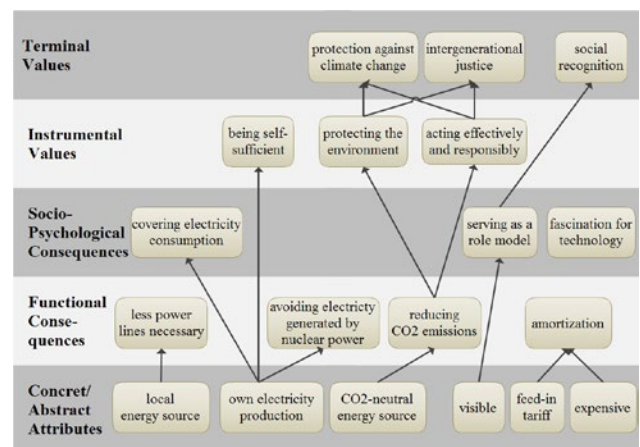 Terminal
Values
protection against
climate change
intergenerational
justice
social
recognition
Instrumental
Values
being self-
sufficient
protecting the
environment
acting effectively
and responsibly
Socio-
Psychological
Consequences
covering electricity
consumption
serving as a
role model
fascination for
technology
Functional
Conse-
quences
less power
lines necessary
avoiding electricty
generated by
nuclear power
reducing
CO2 emissions
amortization
Concret/
Abstract
Attributes
local
energy source
own electricity
production
CO2-neutral
energy source
visible
feed-in
tariff
expensive